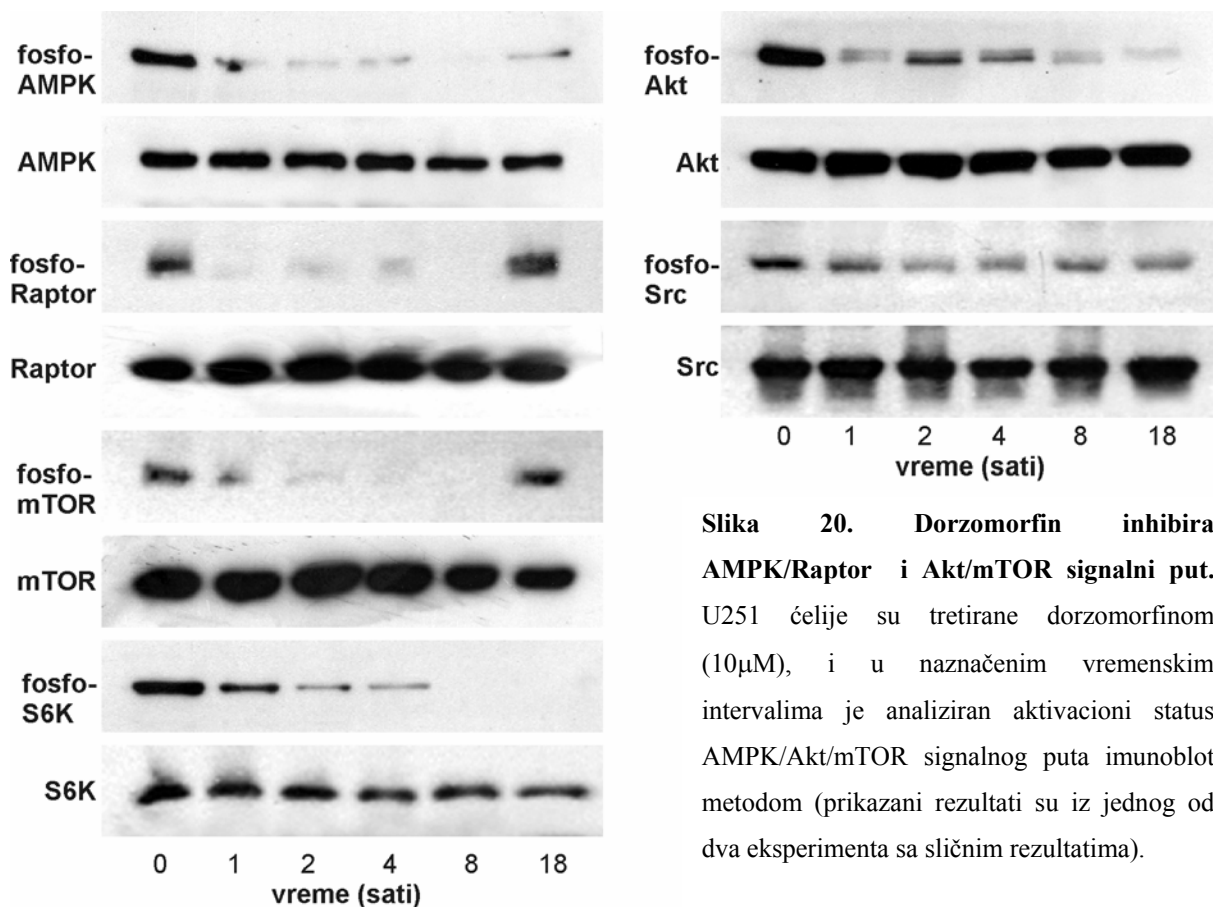 fosfo-
AMPK
AMPK
fosfo-
Raptor
Raptor
fosfo-
mTOR
mTOR
fosfo-
S6K
S6K
0 1 2 4 8 18
vreme (sati)
fosfo-
Akt
Akt
fosfo-
Src
Src
0 1 2 4 8 18
vreme (sati)
Slika 20. Dorzomorfin inhibira
AMPK/Raptor i Akt/mTOR signalni put.
U251 ćelije su tretirane dorzomorfinom
(10μM), i u naznačenim vremenskim
intervalima je analiziran aktivacioni status
AMPK/Akt/mTOR signalnog puta imunoblot
metodom (prikazani rezultati su iz jednog od
dva eksperimenta sa sličnim rezultatima).